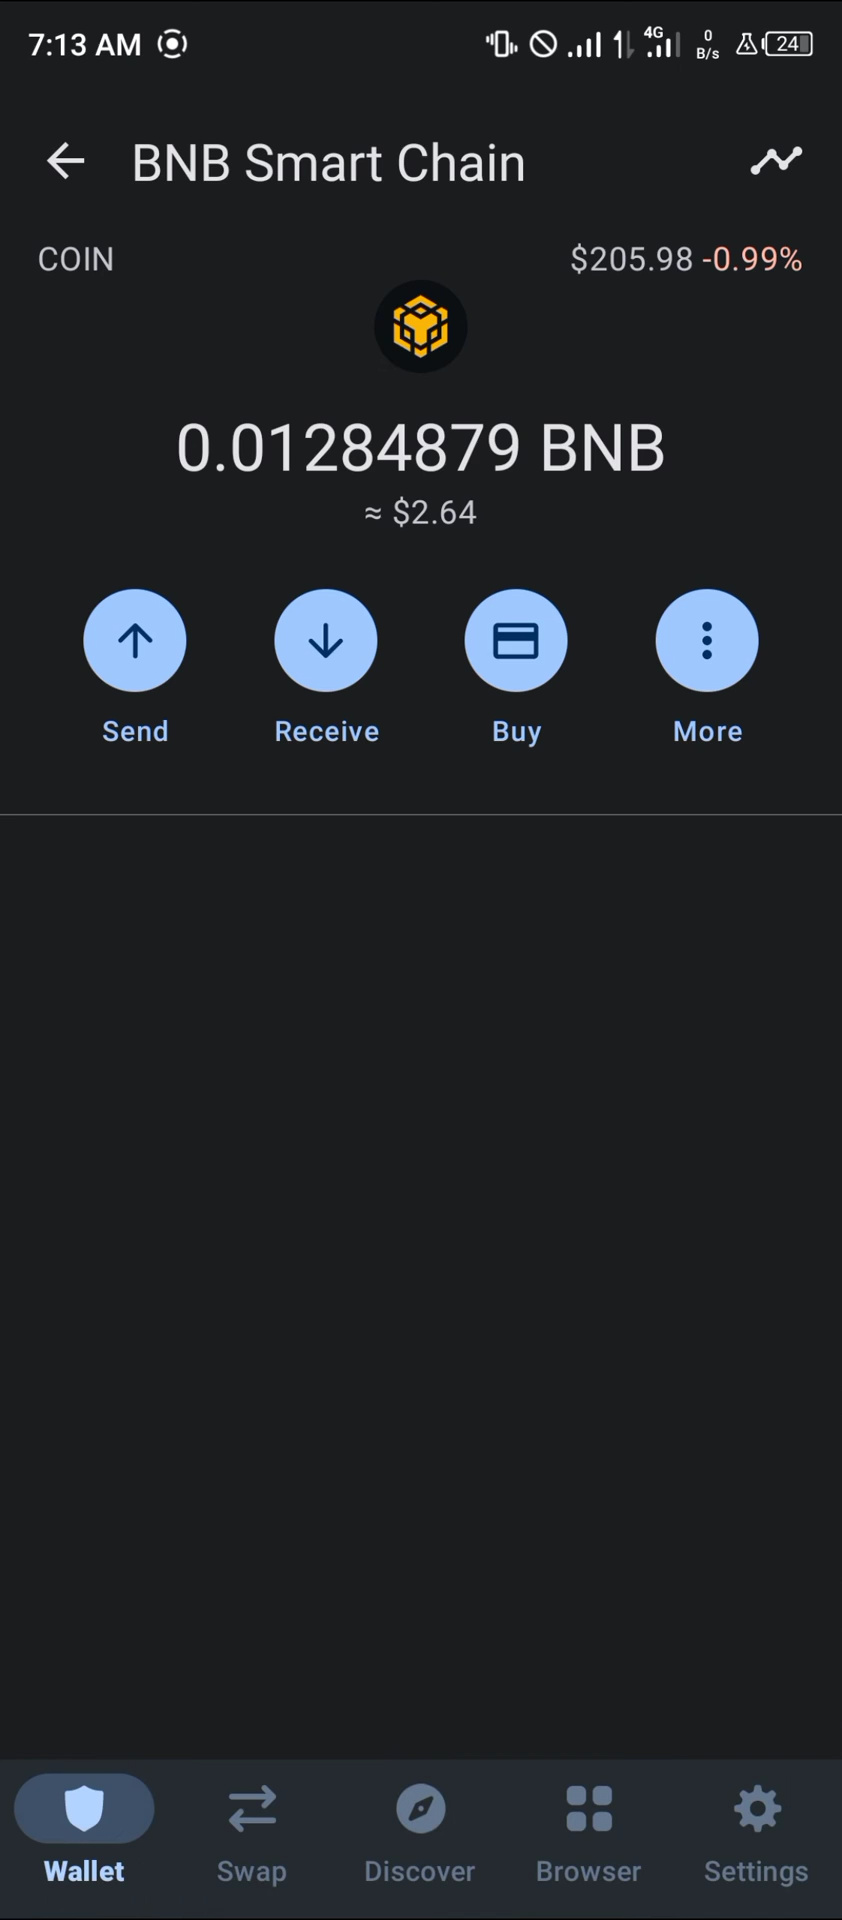 7:13 AM 4G 0 B/s 24
BNB Smart Chain
COIN $205.98 -0.99%
0.01284879 BNB
≈ $2.64
Send Receive Buy More
Wallet Swap Discover Browser Settings